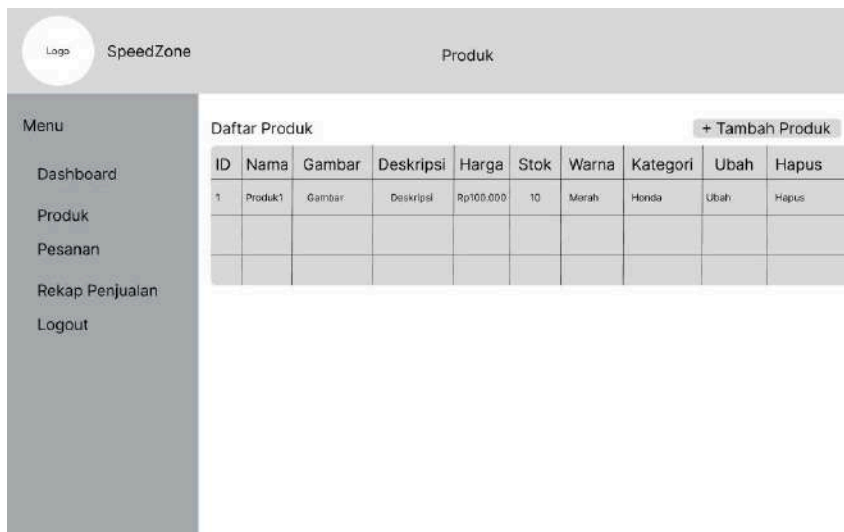 Logo SpeedZone Produk
Menu
Dashboard
Produk
Pesanan
Rekap Penjualan
Logout
Daftar Produk + Tambah Produk
ID Nama Gambar Deskripsi Harga Stok Warna Kategori Ubah Hapus
1 Produk1 Gambar Deskripsi Rp100.000 10 Merah Honda Ubah Hapus